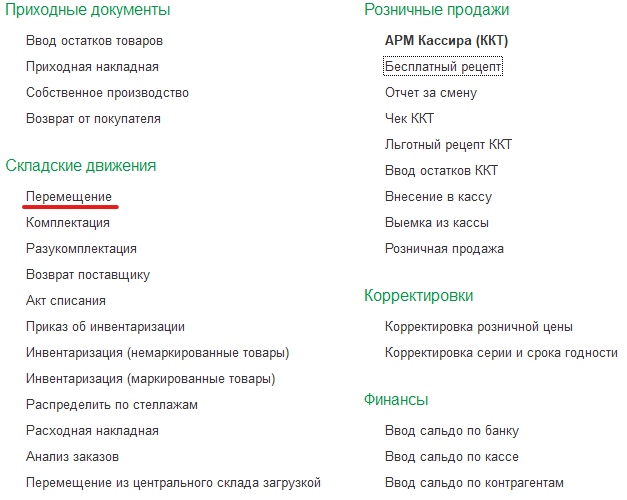 Приходные документы
Ввод остатков товаров
Приходная накладная
Собственное производство
Возврат от покупателя
Складские движения
Перемещение
Комплектация
Разукомплектация
Возврат поставщику
Акт списания
Приказ об инвентаризации
Инвентаризация (немаркированные товары)
Инвентаризация (маркированные товары)
Распределить по стеллажам
Расходная накладная
Анализ заказов
Перемещение из центрального склада загрузкой
Розничные продажи
АРМ Кассира (ККТ)
Бесплатный рецепт
Отчет за смену
Чек ККТ
Льготный рецепт ККТ
Ввод остатков ККТ
Внесение в кассу
Выемка из кассы
Розничная продажа
Корректировки
Корректировка розничной цены
Корректировка серии и срока годности
Финансы
Ввод сальдо по банку
Ввод сальдо по кассе
Ввод сальдо по контрагентам